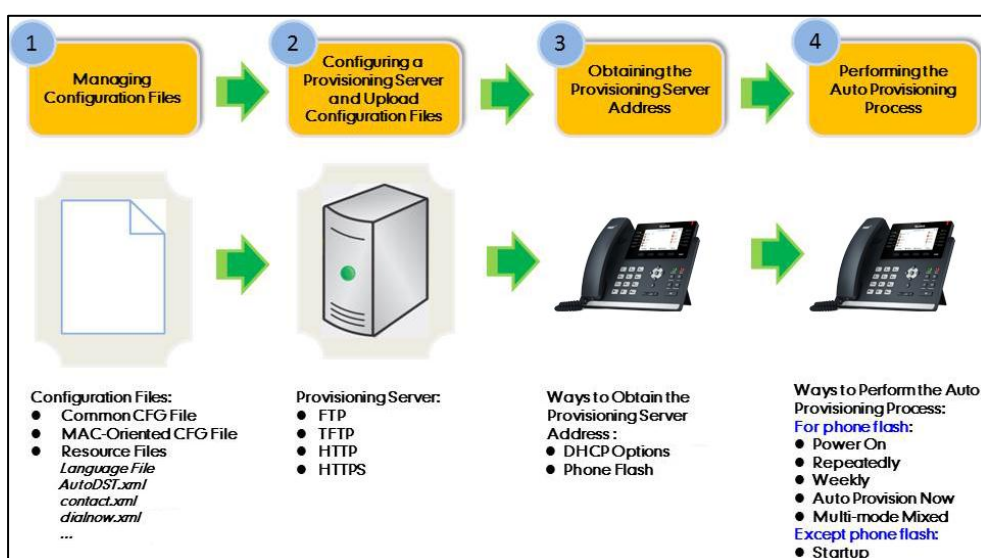 1
Managing
Configuration Files
2
Configuring a
Provisioning Server
and Upload
Configuration Files
3
Obtaining the
Provisioning Server
Address
4
Performing the
Auto Provisioning
Process
Configuration Files:
● Common CFG File
● MAC-Oriented CFG File
● Resource Files
Language File
AutoDST.xml
contact.xml
dialnow.xml
...
Provisioning Server:
● FTP
● TFTP
● HTTP
● HTTPS
Ways to Obtain the
Provisioning Server
Address :
● DHCP Options
● Phone Flash
Ways to Perform the Auto
Provisioning Process:
For phone flash:
● Power On
● Repeatedly
● Weekly
● Auto Provision Now
● Multi-mode Mixed
Except phone flash:
● Startup